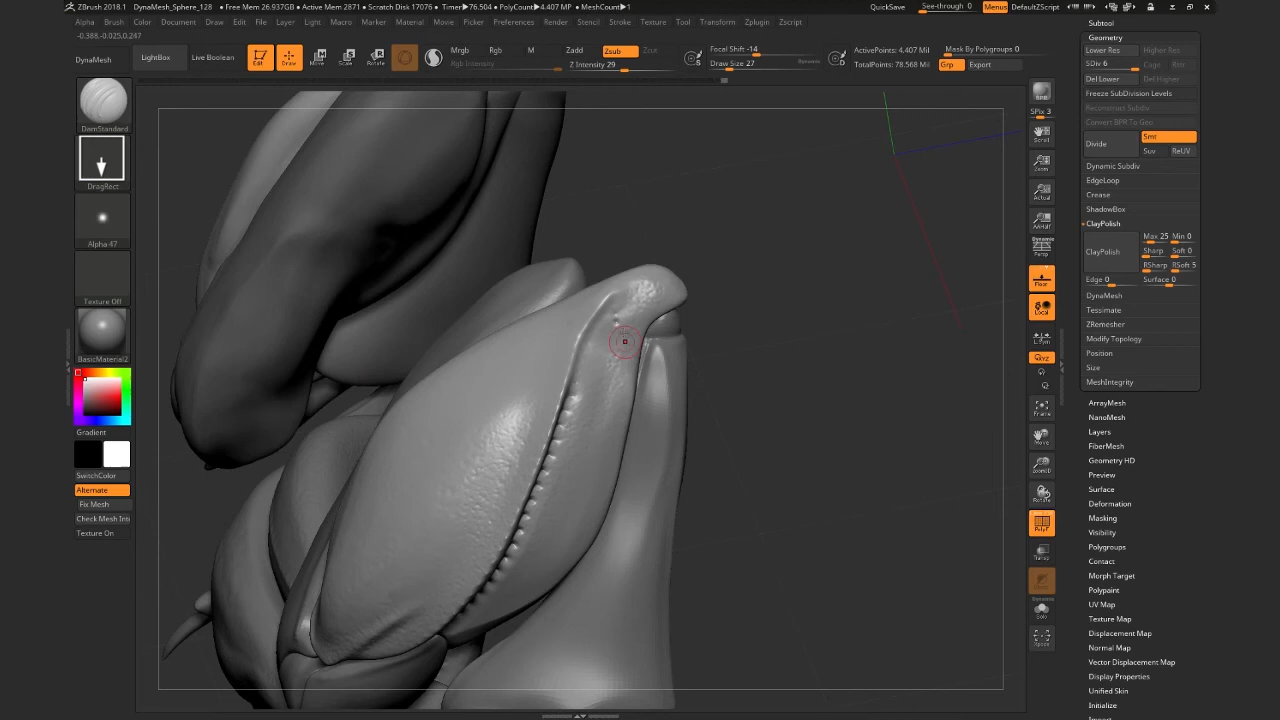 ZBrush 2018.1 DynaMesh_Sphere_128 • Free Mem 26.937GB • Active Mem 2871 • Scratch Disk 17076 • Timer▶76.504 • PolyCount▶4.407 MP • MeshCount▶1 QuickSave See-through 0 Menus DefaultZScript
Alpha Brush Color Document Draw Edit File Layer Light Macro Marker Material Movie Picker Preferences Render Stencil Stroke Texture Tool Transform Zplugin Zscript
-0.388,-0.025,0.247
DynaMesh LightBox Live Boolean Edit Draw Move Scale Rotate
Mrgb Rgb M
Rgb Intensity
Zadd Zsub Zcut
Z Intensity 29
Focal Shift -14
Draw Size 27 Dynamic
ActivePoints: 4.407 Mil
TotalPoints: 78.568 Mil
Mask By Polygroups 0
Grp Export
DamStandard
DragRect
Alpha 47
Texture Off
BasicMaterial2
Gradient
SwitchColor
Alternate
Fix Mesh
Check Mesh Int
Texture On
BPR
SPix 3
Scroll
Zoom
Actual
AAHalf
Dynamic
Persp
Floor
Local
L.Sym
Frame
Move
Zoom3D
Rotate
PolyF
Transp
Dynamic
Solo
Xpose
Subtool
Geometry
Lower Res Higher Res
SDiv 6 Cage Rstr
Del Lower Del Higher
Freeze SubDivision Levels
Reconstruct Subdiv
Convert BPR To Geo
Divide Smt
Suv ReUV
Dynamic Subdiv
EdgeLoop
Crease
ShadowBox
ClayPolish
ClayPolish Max 25 Min 0
Sharp Soft 0
RSharp RSoft 5
Edge 0 Surface 0
DynaMesh
Tessimate
ZRemesher
Modify Topology
Position
Size
MeshIntegrity
ArrayMesh
NanoMesh
Layers
FiberMesh
Geometry HD
Preview
Surface
Deformation
Masking
Visibility
Polygroups
Contact
Morph Target
Polypaint
UV Map
Texture Map
Displacement Map
Normal Map
Vector Displacement Map
Display Properties
Unified Skin
Initialize
Import